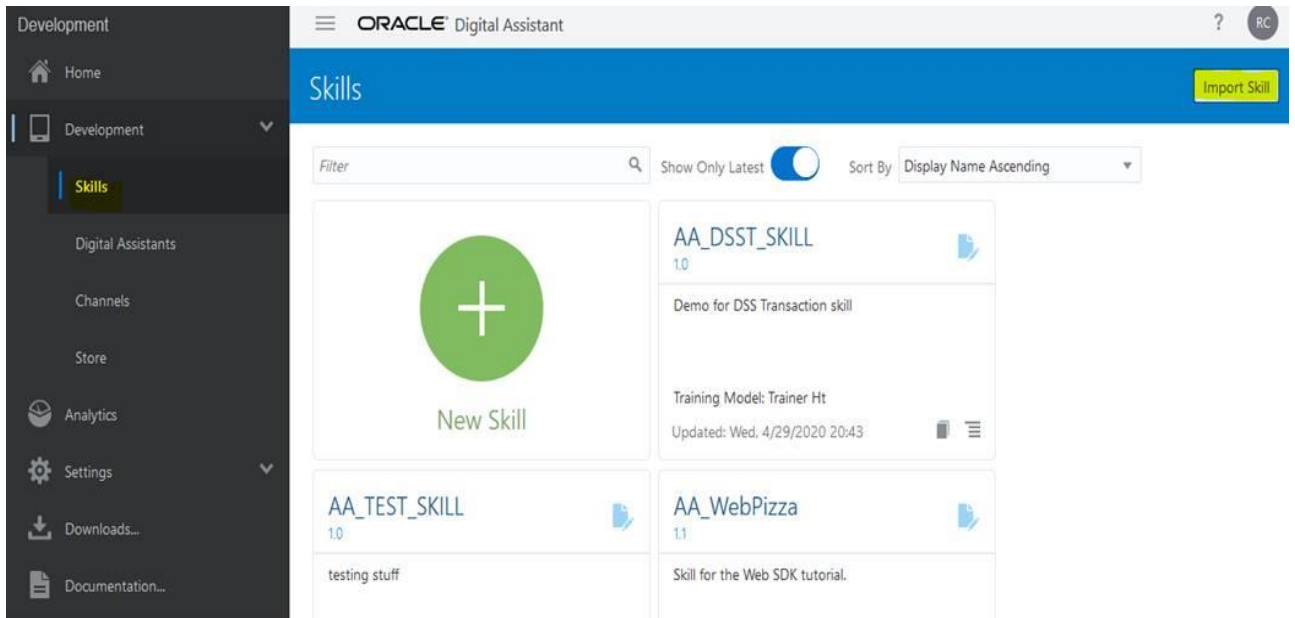 Development
ORACLE Digital Assistant
?
RC
Home
Development
Skills
Digital Assistants
Channels
Store
Analytics
Settings
Downloads...
Documentation...
Skills
Import Skill
Filter
Show Only Latest
Sort By
Display Name Ascending
New Skill
AA_DSST_SKILL
1.0
Demo for DSS Transaction skill
Training Model: Trainer Ht
Updated: Wed, 4/29/2020 20:43
AA_TEST_SKILL
1.0
testing stuff
AA_WebPizza
1.1
Skill for the Web SDK tutorial.